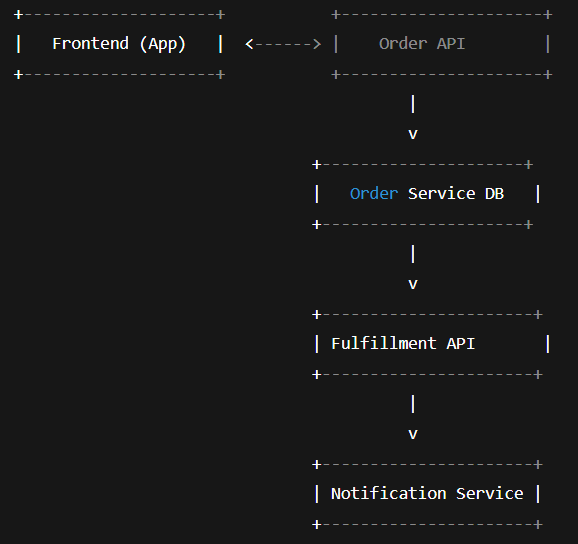 +---------------------+           +----------------------+
|   Frontend (App)   |  <------> |    Order API        |
+---------------------+           +----------------------+
|
v
+----------------------+
|   Order Service DB   |
+----------------------+
|
v
+-----------------------+
| Fulfillment API       |
+-----------------------+
|
v
+-----------------------+
| Notification Service |
+-----------------------+